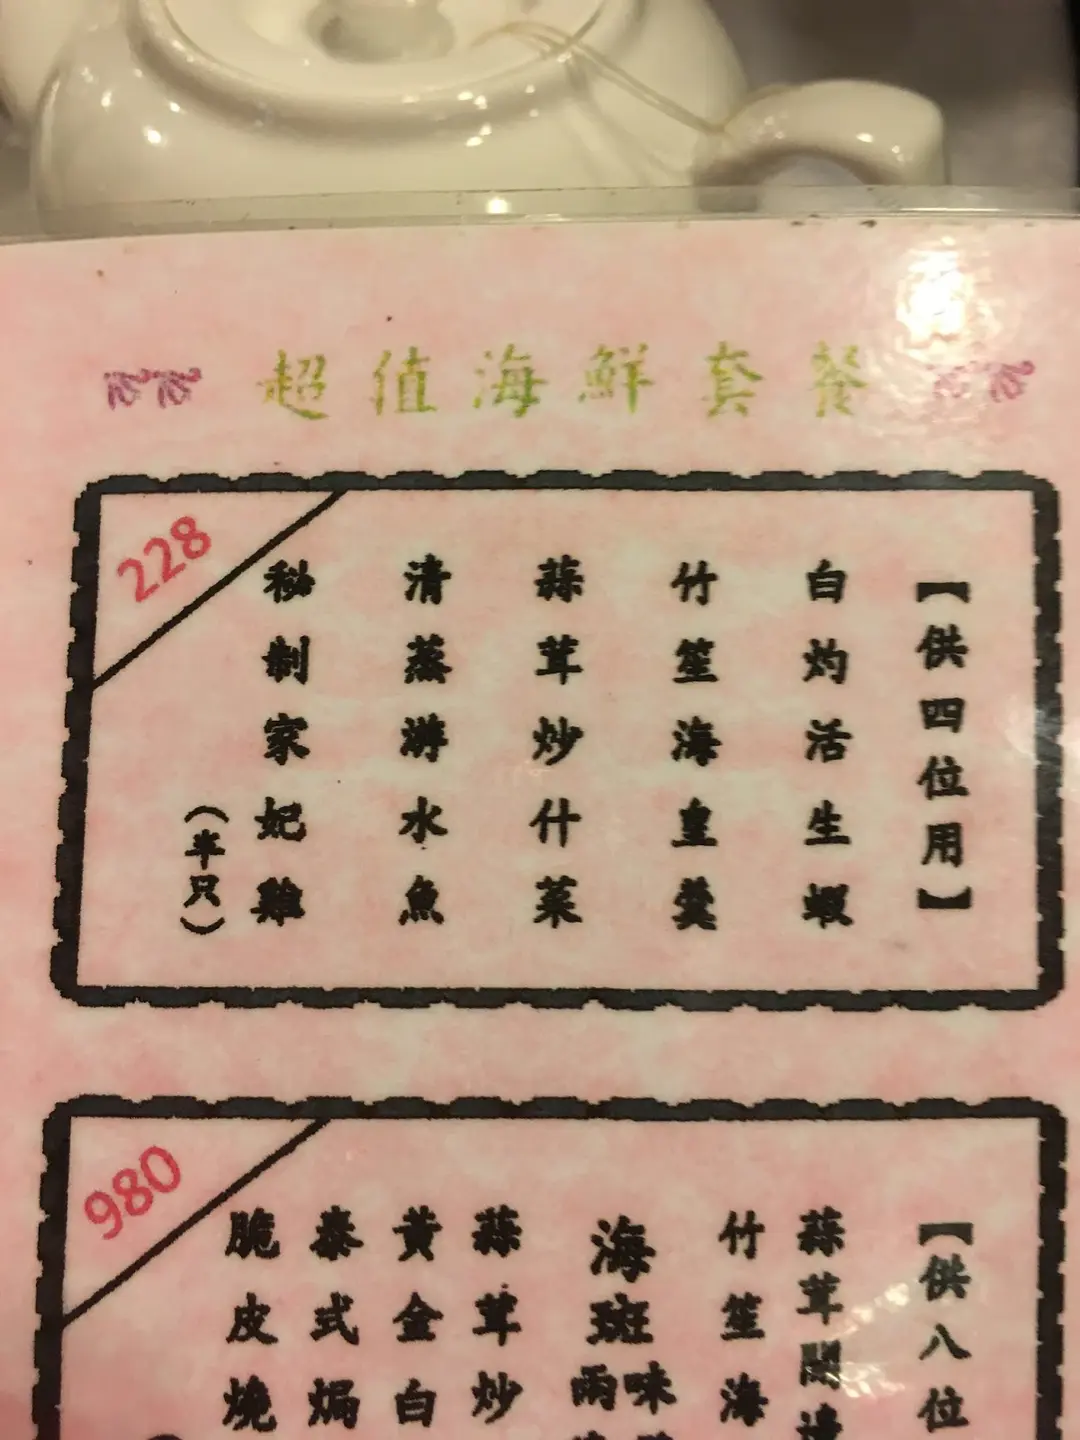 超值海鮮套餐
228
【供四位用】
白灼活生蝦
竹笙海皇羹
蒜茸炒什菜
清蒸游水魚
秘制家妃雞
（半只）
980
【供八位
蒜茸開邊
竹笙海
海斑兩味
蒜茸炒
黃金白
泰式焗
脆皮燒